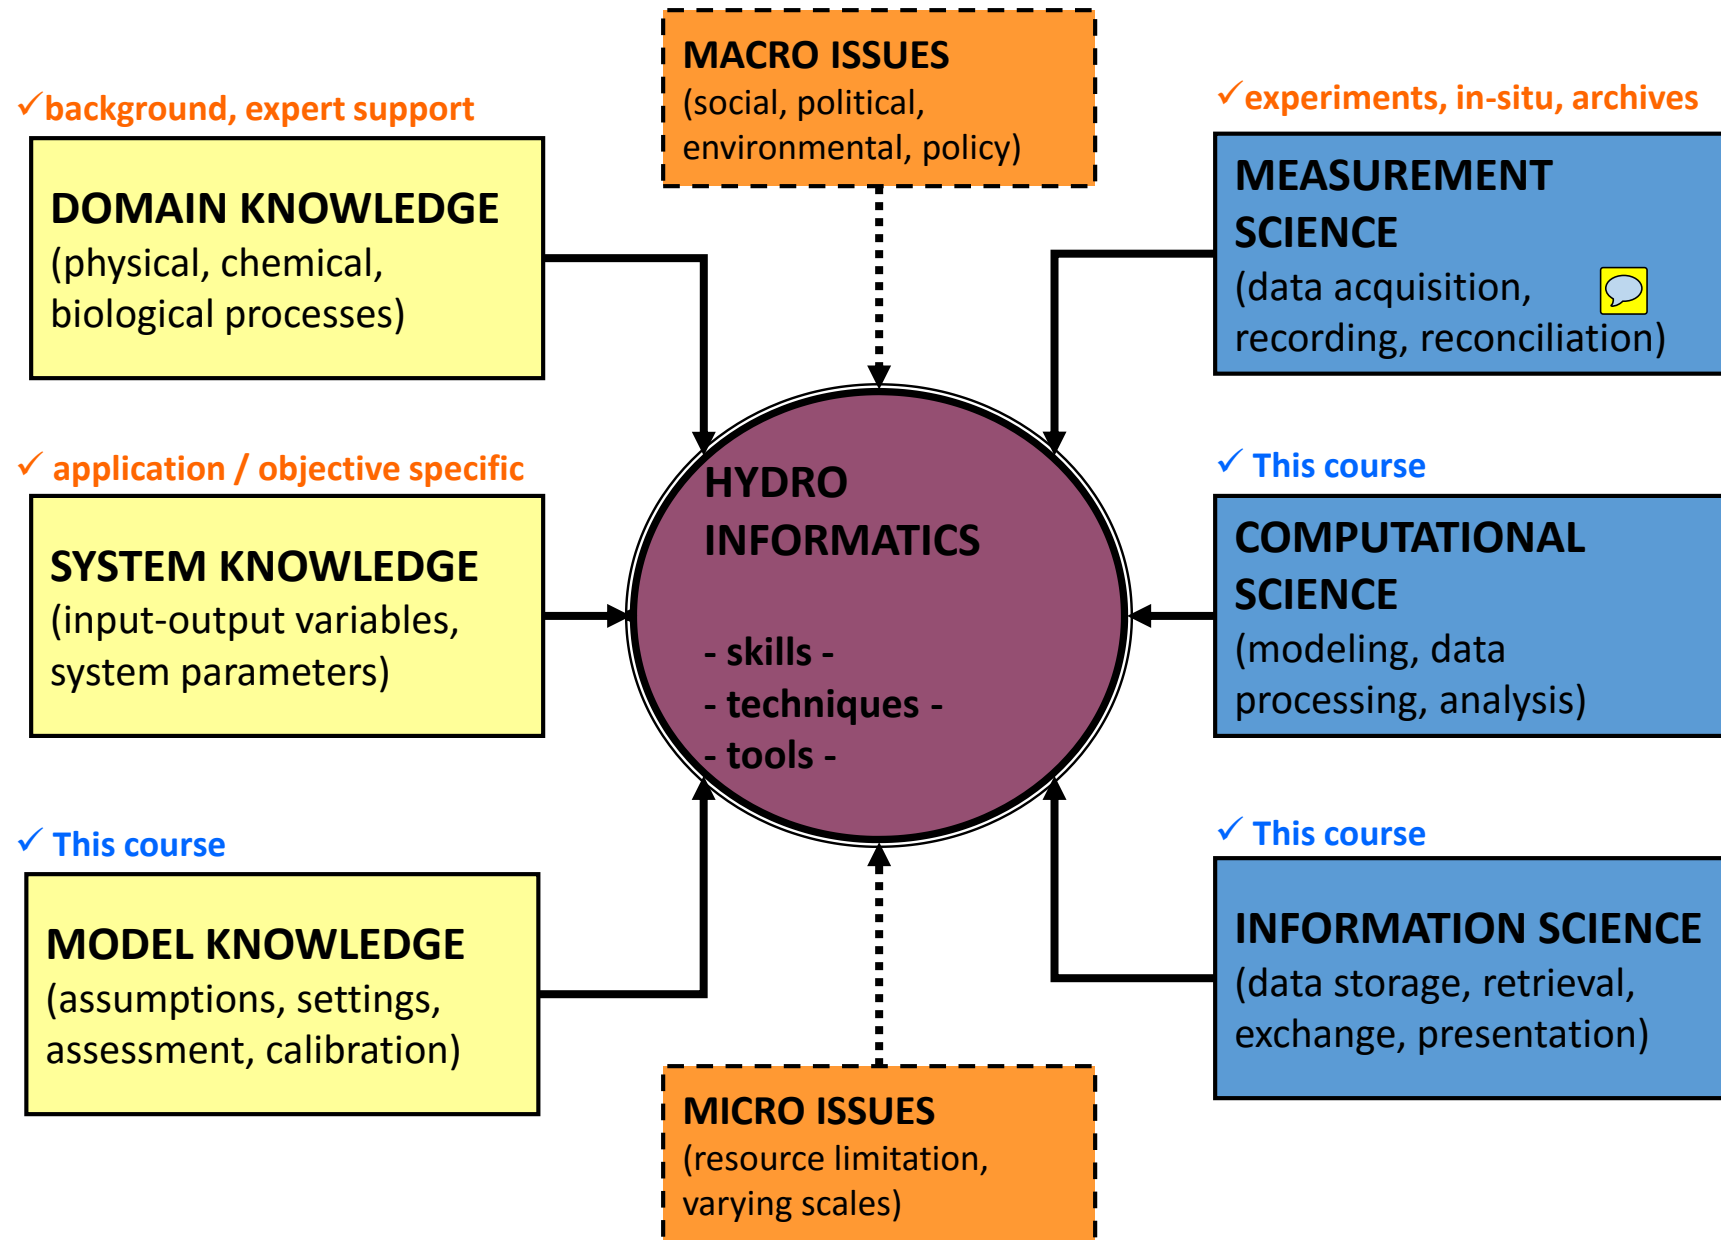 MACRO ISSUES
(social, political,
environmental, policy)
✓background, expert support
DOMAIN KNOWLEDGE
(physical, chemical,
biological processes)
✓experiments, in-situ, archives
MEASUREMENT
SCIENCE
(data acquisition,
recording, reconciliation)
✓ application / objective specific
SYSTEM KNOWLEDGE
(input-output variables,
system parameters)
HYDRO
INFORMATICS
- skills -
- techniques -
- tools -
✓ This course
COMPUTATIONAL
SCIENCE
(modeling, data
processing, analysis)
✓ This course
MODEL KNOWLEDGE
(assumptions, settings,
assessment, calibration)
✓ This course
INFORMATION SCIENCE
(data storage, retrieval,
exchange, presentation)
MICRO ISSUES
(resource limitation,
varying scales)